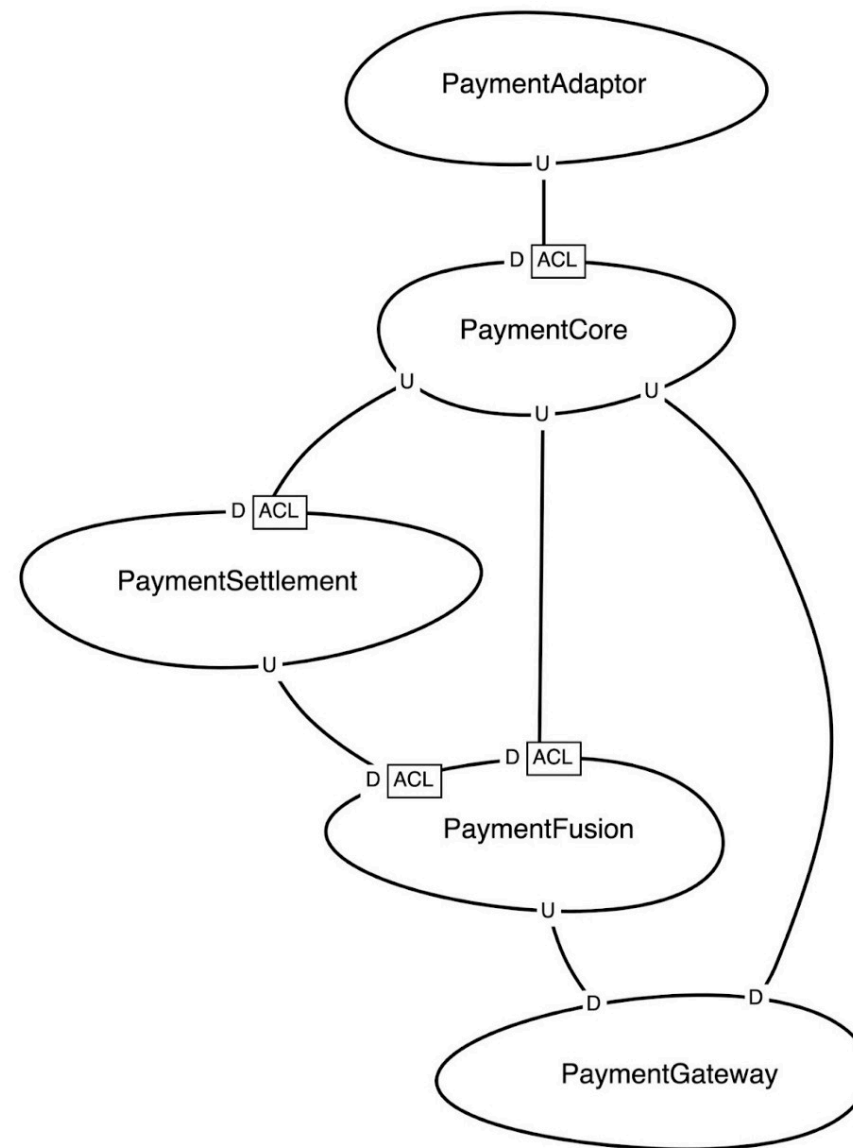 PaymentAdaptor
U
D ACL
PaymentCore
U
U
U
D ACL
PaymentSettlement
U
D ACL
D ACL
PaymentFusion
U
D
D
PaymentGateway